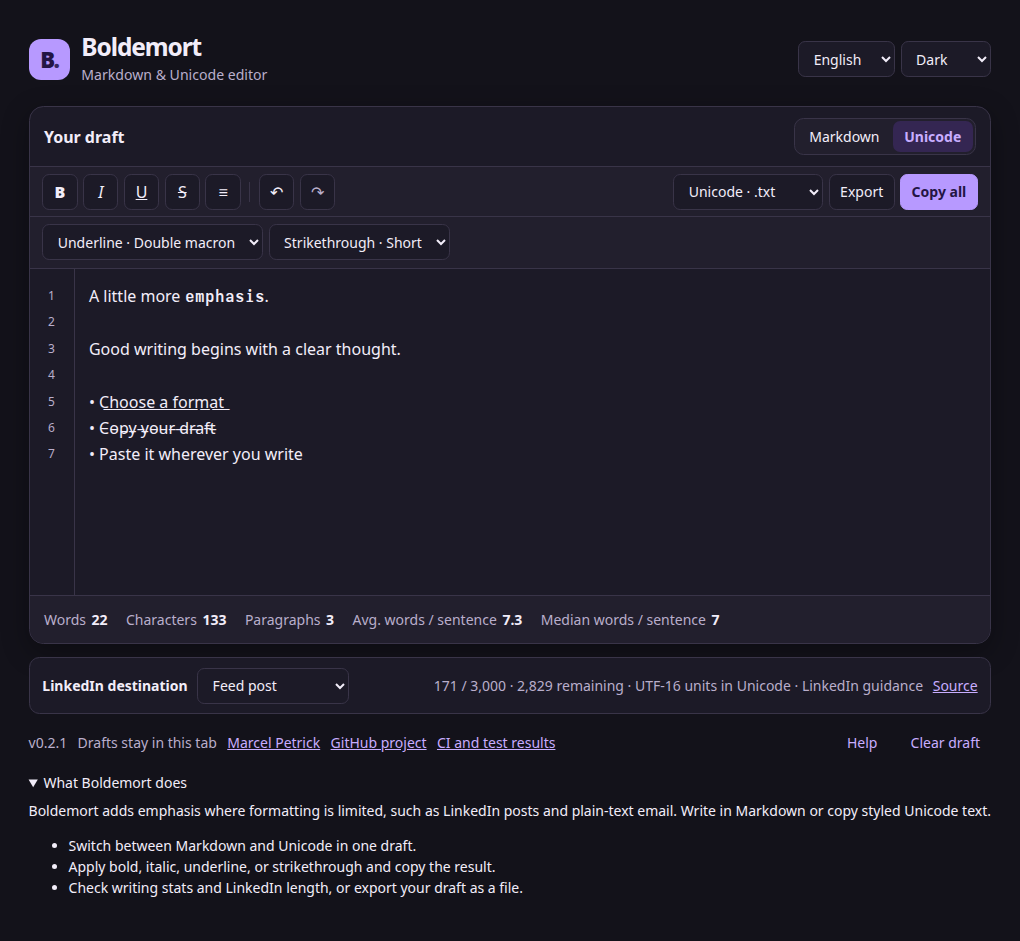 B.
Boldemort
Markdown & Unicode editor
English
Dark
Your draft
Markdown
Unicode
B I U S ≡ ↶ ↷
Unicode · .txt
Export
Copy all
Underline · Double macron
Strikethrough · Short
1 A little more 𝗲𝗺𝗽𝗵𝗮𝘀𝗶𝘀.
2
3 Good writing begins with a clear thought.
4
5 • Choose a format
6 • Copy your draft
7 • Paste it wherever you write
Words 22 Characters 133 Paragraphs 3 Avg. words / sentence 7.3 Median words / sentence 7
LinkedIn destination
Feed post
171 / 3,000 · 2,829 remaining · UTF-16 units in Unicode · LinkedIn guidance Source
v0.2.1 Drafts stay in this tab Marcel Petrick GitHub project CI and test results
Help
Clear draft
▼ What Boldemort does
Boldemort adds emphasis where formatting is limited, such as LinkedIn posts and plain-text email. Write in Markdown or copy styled Unicode text.
• Switch between Markdown and Unicode in one draft.
• Apply bold, italic, underline, or strikethrough and copy the result.
• Check writing stats and LinkedIn length, or export your draft as a file.